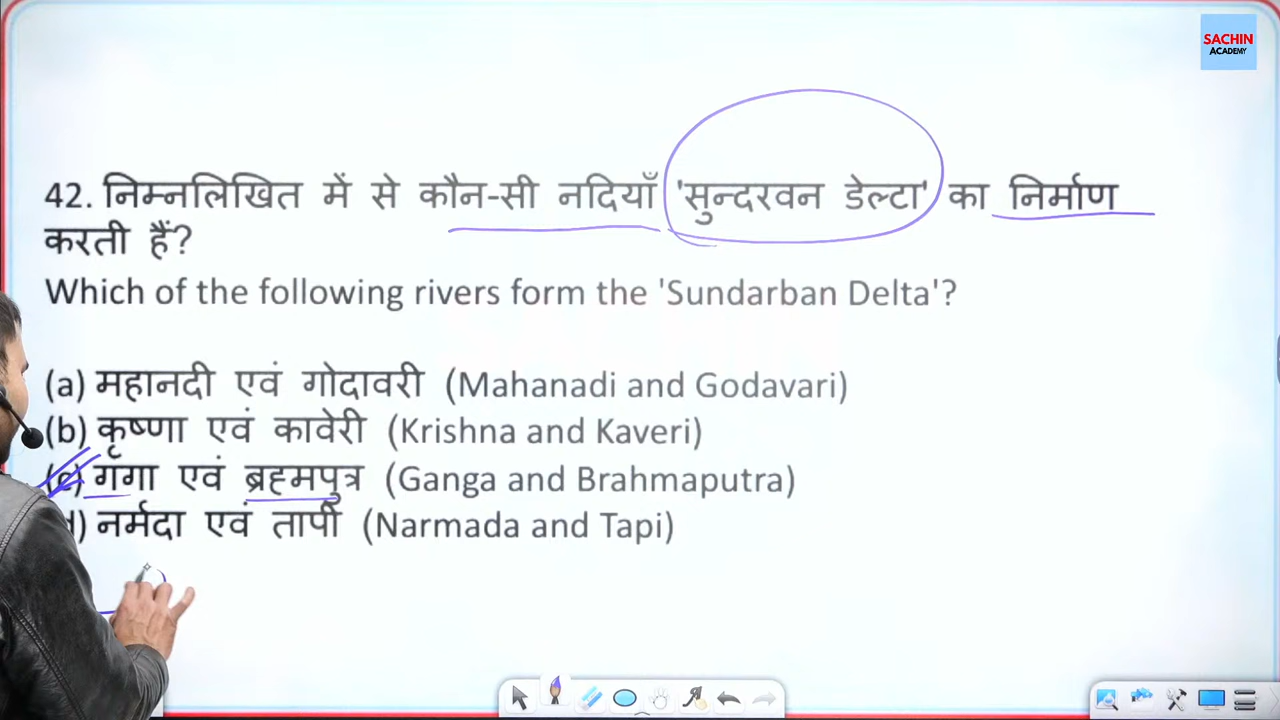 SACHIN
ACADEMY
42. निम्नलिखित में से कौन-सी नदियाँ 'सुन्दरवन डेल्टा' का निर्माण
करती हैं?
Which of the following rivers form the 'Sundarban Delta'?
(a) महानदी एवं गोदावरी (Mahanadi and Godavari)
(b) कृष्णा एवं कावेरी (Krishna and Kaveri)
(c) गंगा एवं ब्रह्मपुत्र (Ganga and Brahmaputra)
d) नर्मदा एवं तापी (Narmada and Tapi)